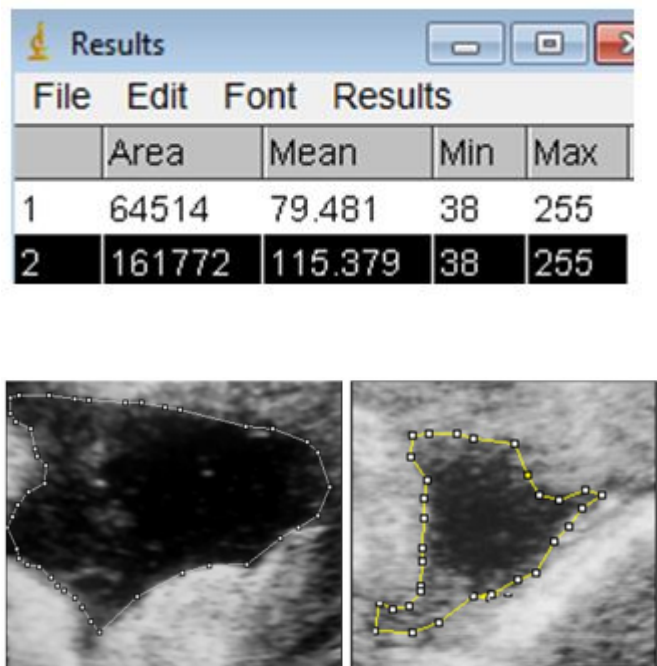 Results
File Edit Font Results
Area Mean Min Max
1 64514 79.481 38 255
2 161772 115.379 38 255